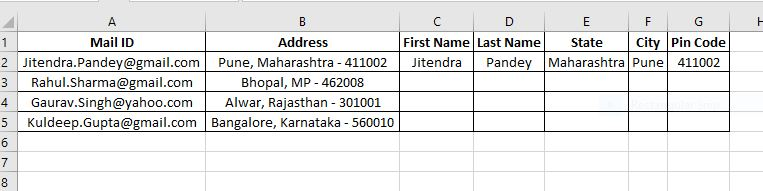 A B C D E F G H
1 Mail ID Address First Name Last Name State City Pin Code
2 Jitendra.Pandey@gmail.com Pune, Maharashtra - 411002 Jitendra Pandey Maharashtra Pune 411002
3 Rahul.Sharma@gmail.com Bhopal, MP - 462008
4 Gaurav.Singh@yahoo.com Alwar, Rajasthan - 301001
5 Kuldeep.Gupta@gmail.com Bangalore, Karnataka - 560010
6
7
8